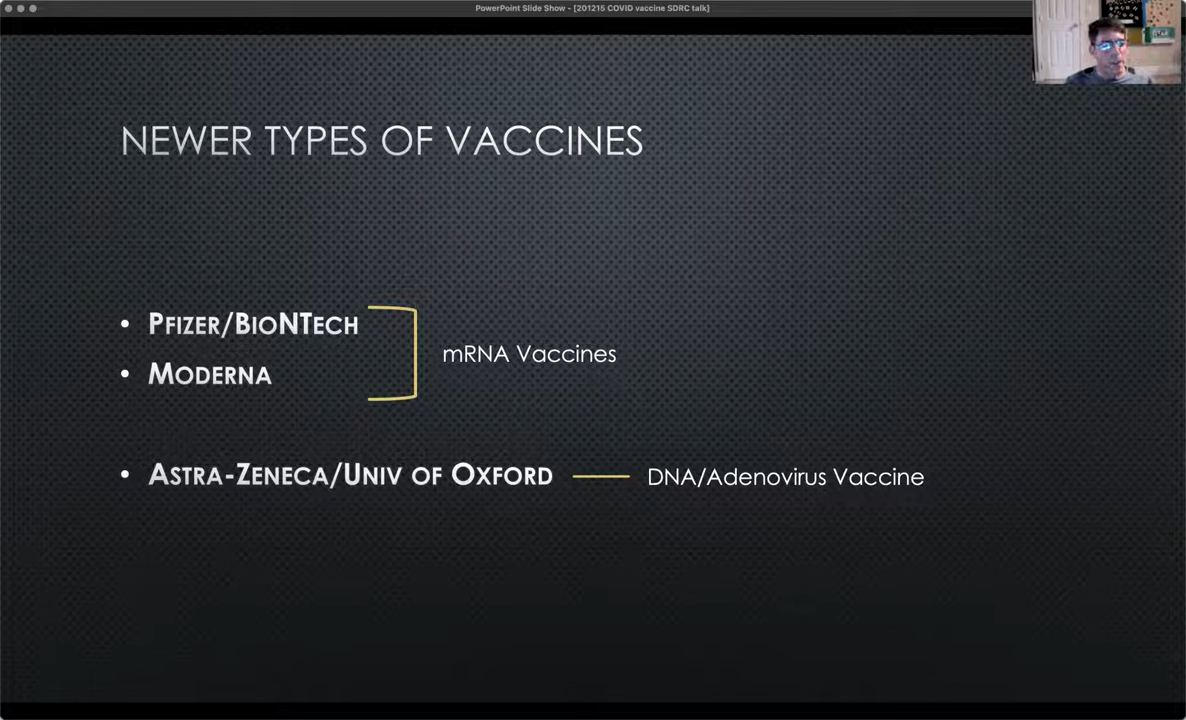 PowerPoint Slide Show - [201215 COVID vaccine SDRC talk]
NEWER TYPES OF VACCINES
• PFIZER/BIONTECH
• MODERNA
mRNA Vaccines
• ASTRA-ZENECA/UNIV OF OXFORD
DNA/Adenovirus Vaccine